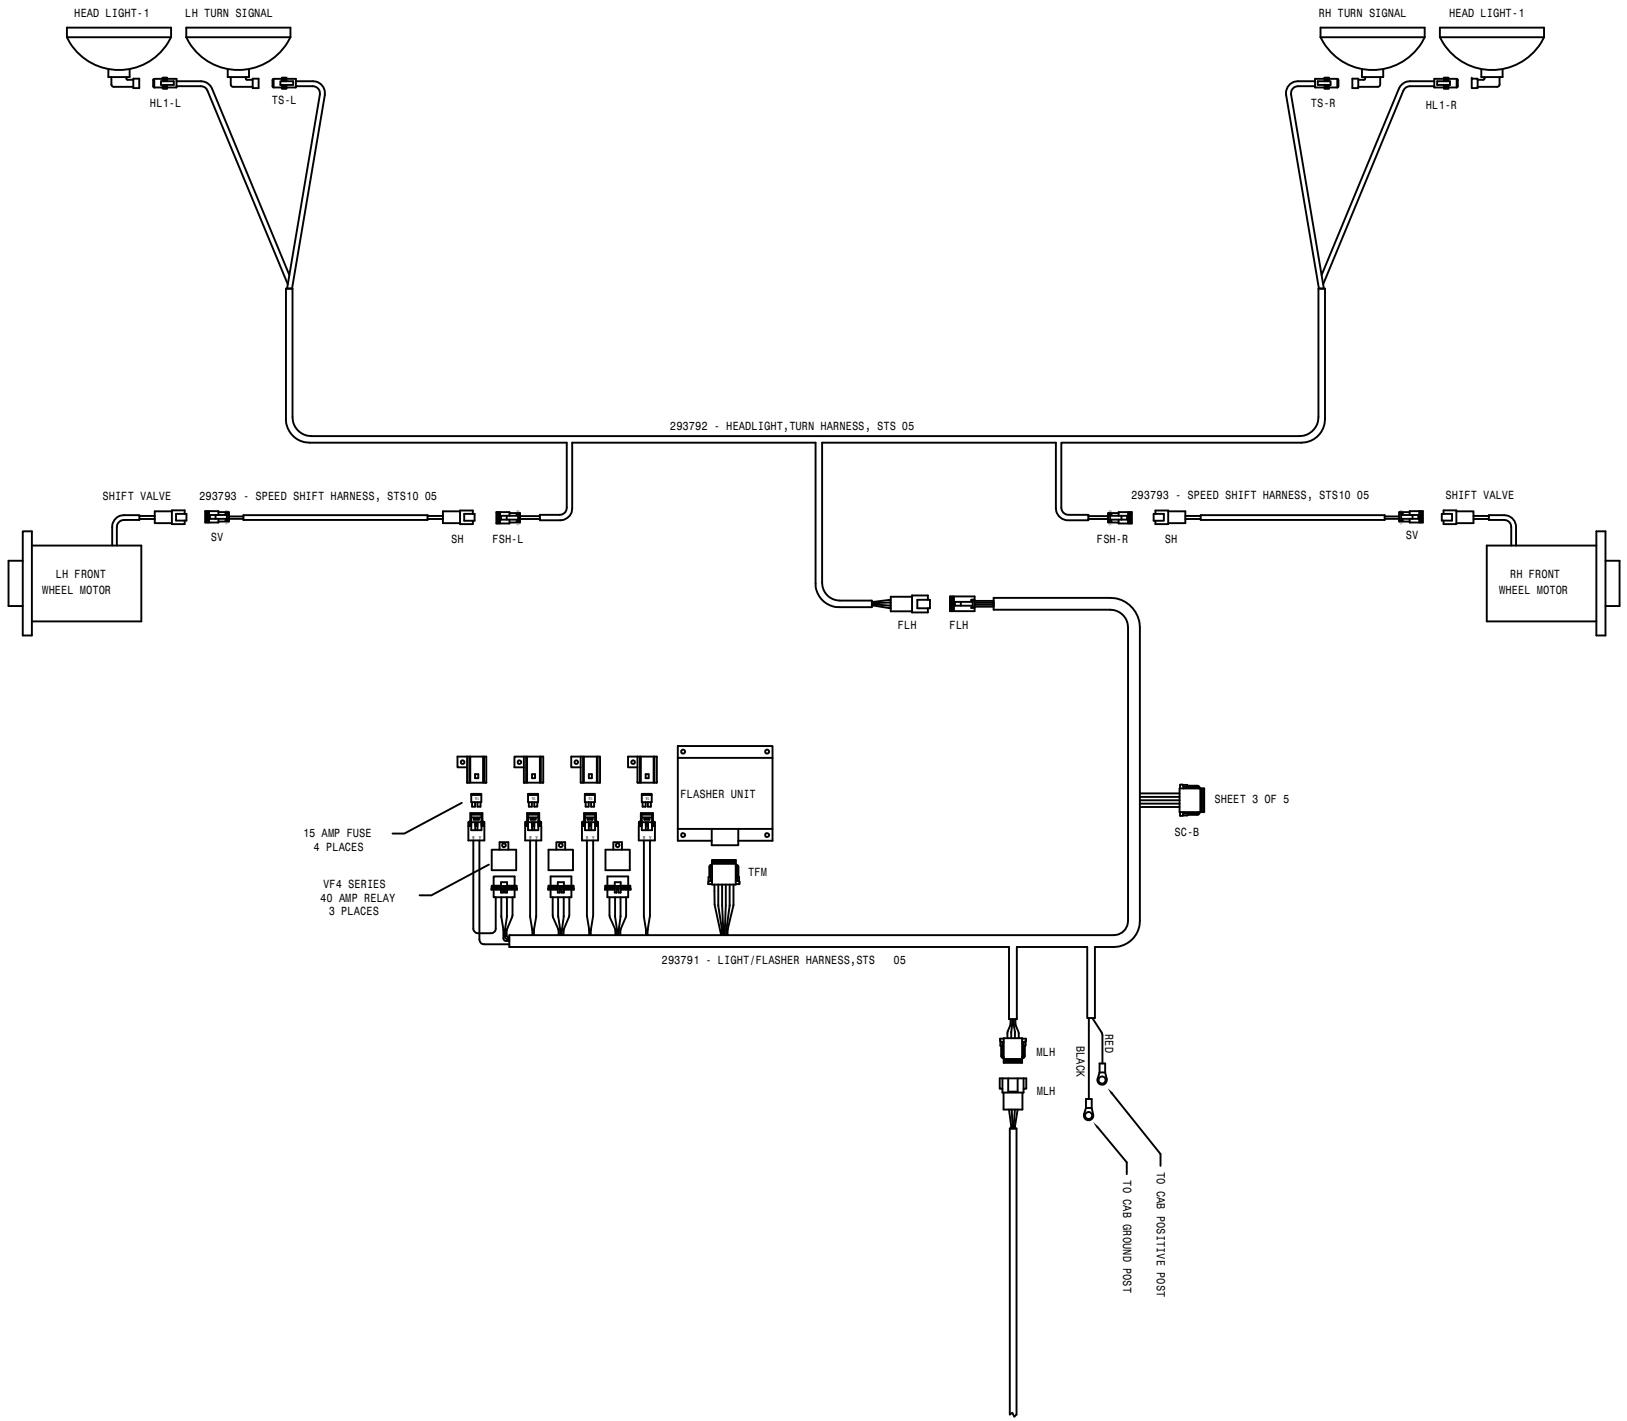 HEAD LIGHT-1
LH TURN SIGNAL
RH TURN SIGNAL
HEAD LIGHT-1
HL1-L
TS-L
TS-R
HL1-R
293792 - HEADLIGHT,TURN HARNESS, STS 05
SHIFT VALVE
293793 - SPEED SHIFT HARNESS, STS10 05
293793 - SPEED SHIFT HARNESS, STS10 05
SHIFT VALVE
SV
SH
FSH-L
FSH-R
SH
SV
LH FRONT
WHEEL MOTOR
RH FRONT
WHEEL MOTOR
FLH
FLH
FLASHER UNIT
SHEET 3 OF 5
SC-B
15 AMP FUSE
4 PLACES
TFM
VF4 SERIES
40 AMP RELAY
3 PLACES
293791 - LIGHT/FLASHER HARNESS,STS 05
RED
BLACK
MLH
MLH
TO CAB GROUND POST
TO CAB POSITIVE POST